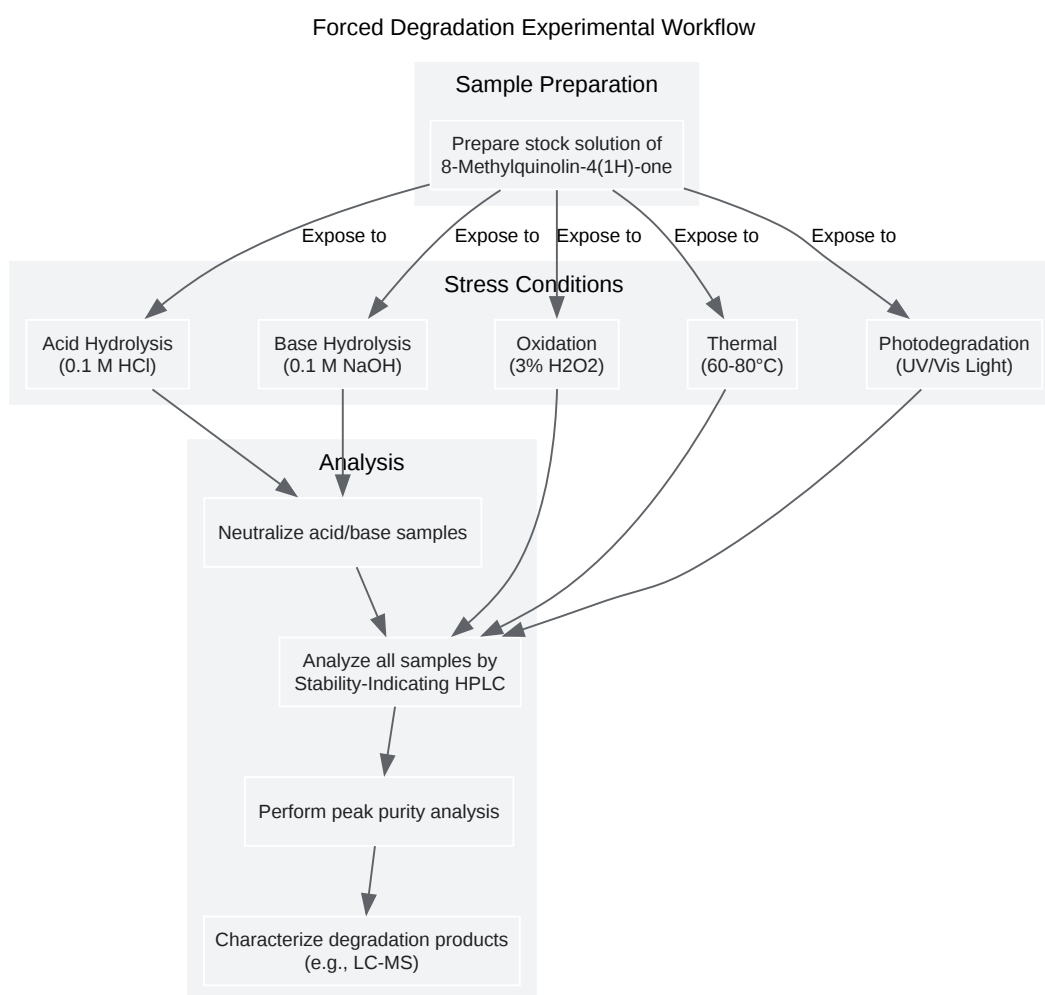 Forced Degradation Experimental Workflow
Sample Preparation
Prepare stock solution of
8-Methylquinolin-4(1H)-one
Expose to
Expose to
Expose to
Expose to
Expose to
Stress Conditions
Acid Hydrolysis
(0.1 M HCl)
Base Hydrolysis
(0.1 M NaOH)
Oxidation
(3% H2O2)
Thermal
(60-80°C)
Photodegradation
(UV/Vis Light)
Analysis
Neutralize acid/base samples
Analyze all samples by
Stability-Indicating HPLC
Perform peak purity analysis
Characterize degradation products
(e.g., LC-MS)